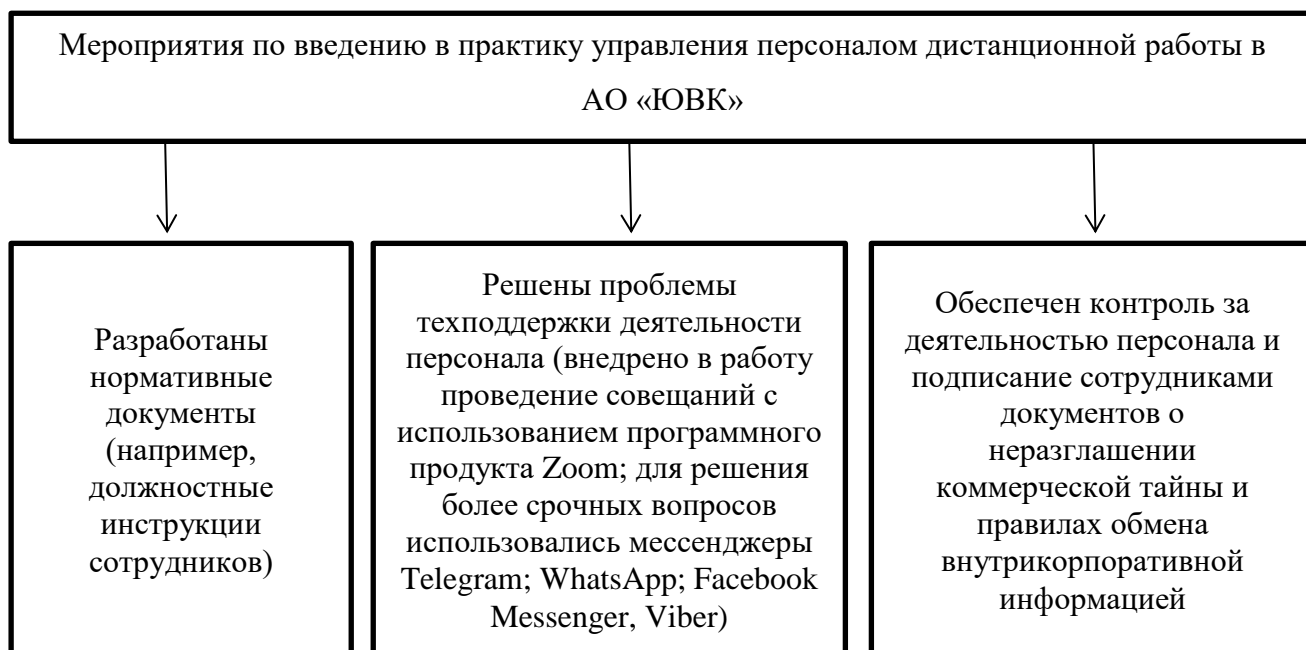 Мероприятия по введению в практику управления персоналом дистанционной работы в
АО «ЮВК»
Разработаны
нормативные
документы
(например,
должностные
инструкции
сотрудников)
Решены проблемы
техподдержки деятельности
персонала (внедрено в работу
проведение совещаний с
использованием программного
продукта Zoom; для решения
более срочных вопросов
использовались мессенджеры
Telegram; WhatsApp; Facebook
Messenger, Viber)
Обеспечен контроль за
деятельностью персонала и
подписание сотрудниками
документов о
неразглашении
коммерческой тайны и
правилах обмена
внутрикорпоративной
информацией